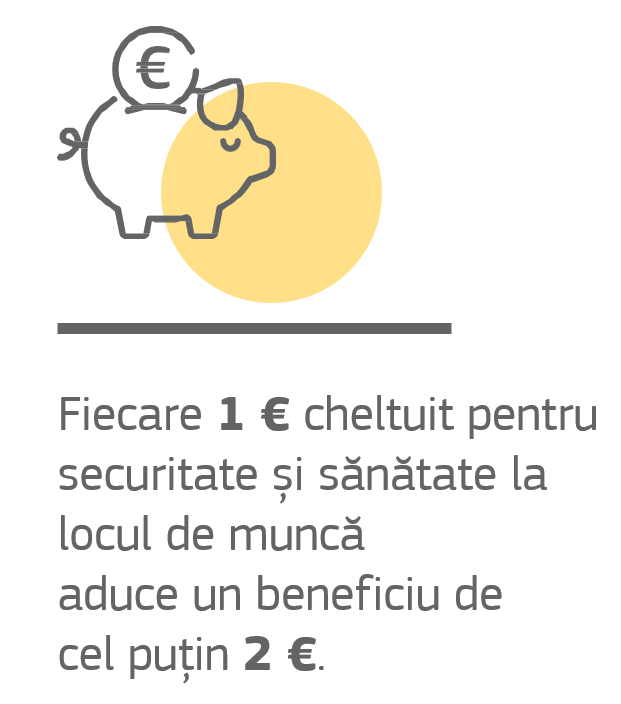 €
Fiecare 1 € cheltuit pentru
securitate și sănătate la
locul de muncă
aduce un beneficiu de
cel puțin 2 €.